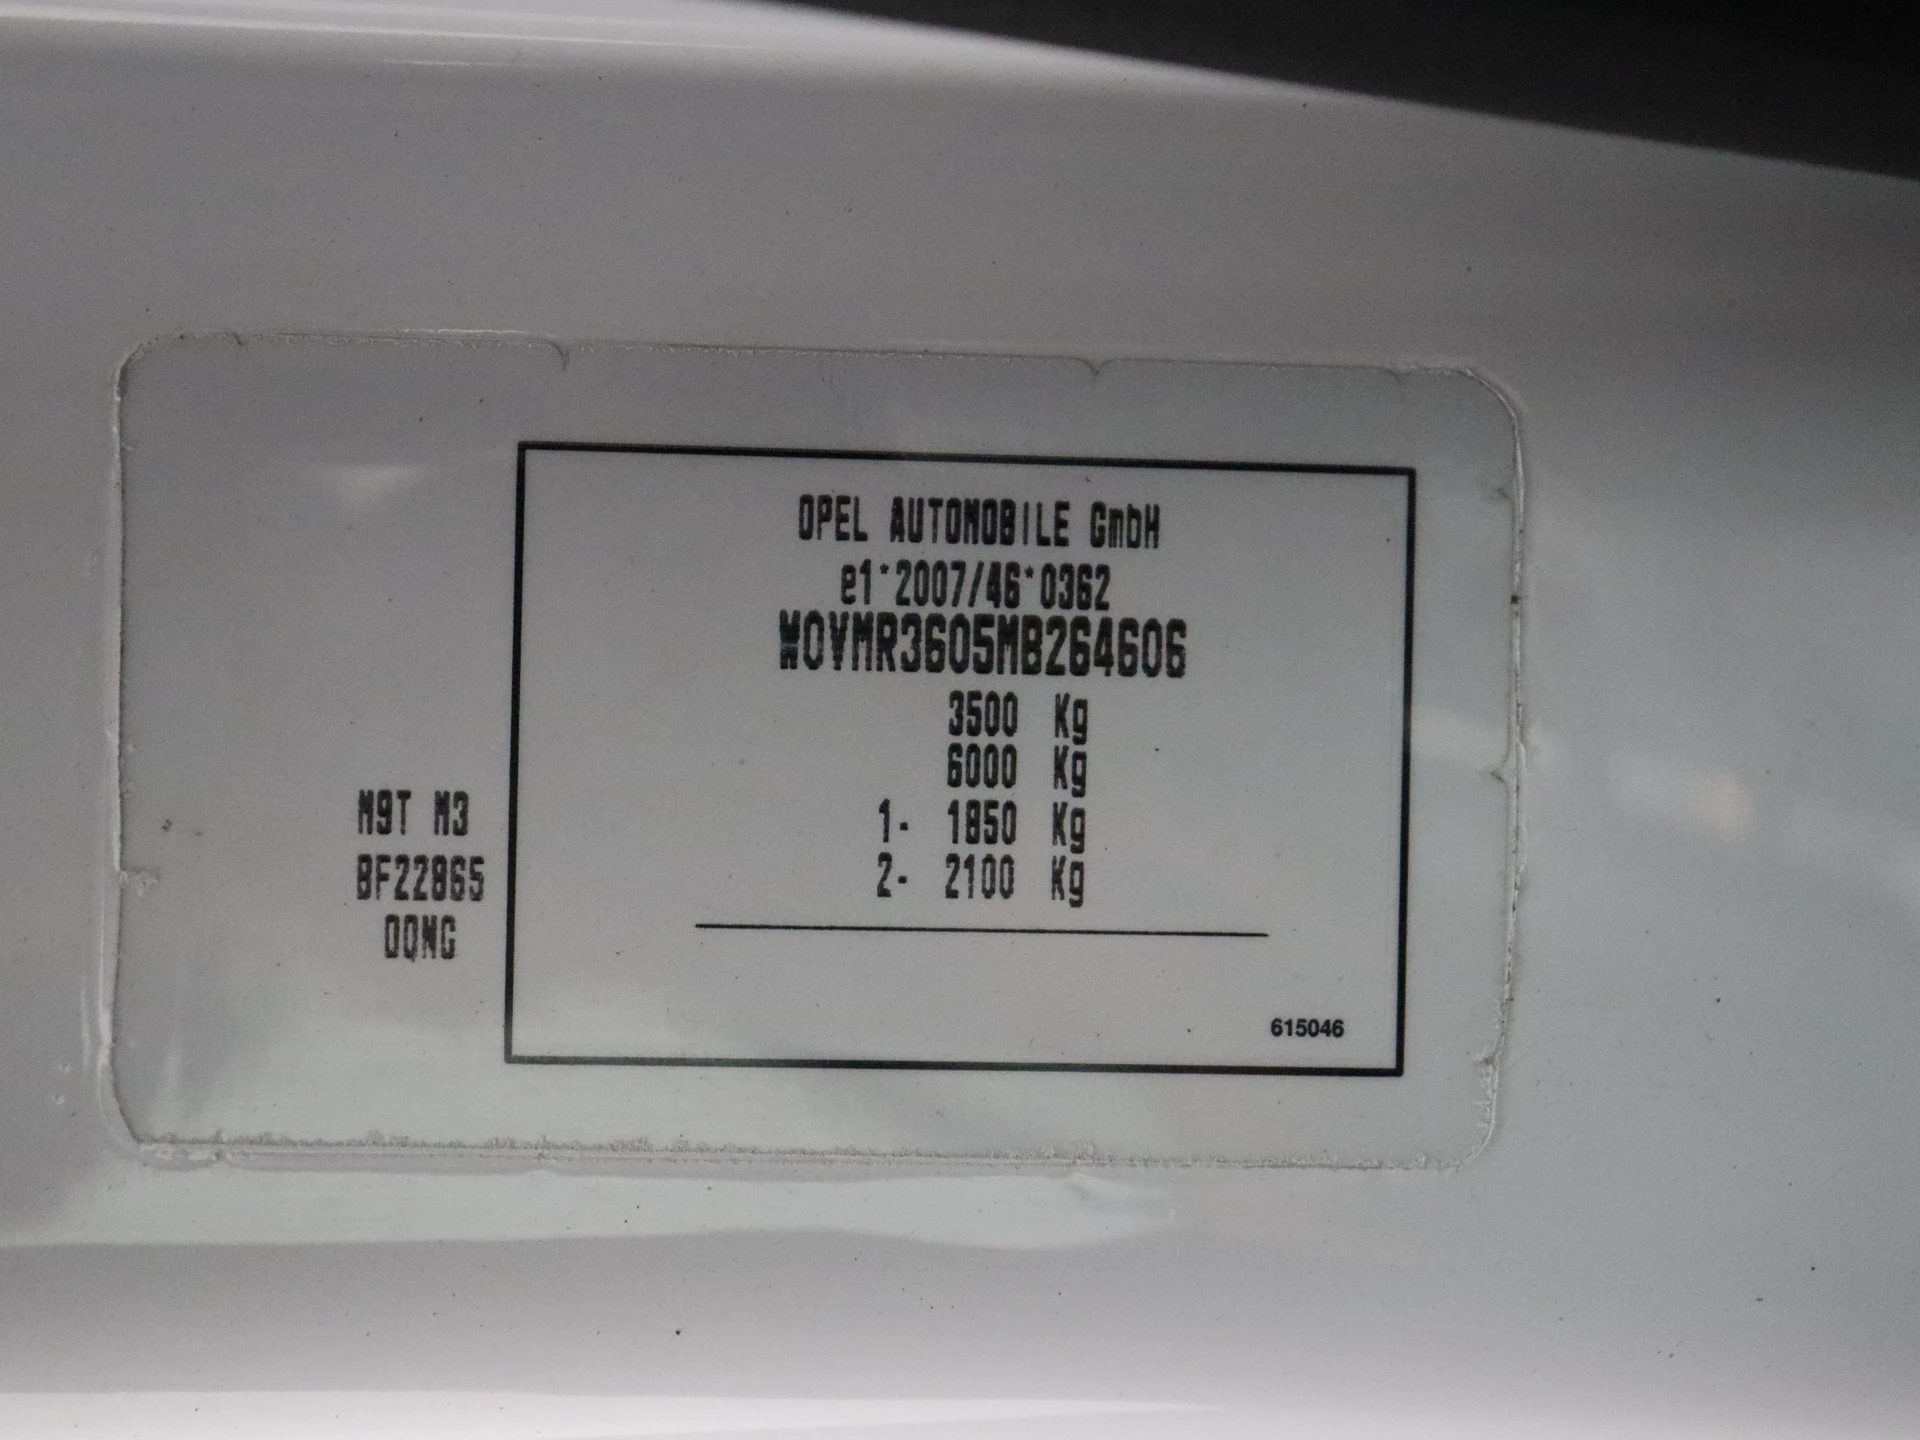 OPEL AUTOMOBILE GmbH
e1*2007/46*0362
W0VMR3605MB264606
3500 Kg
6000 Kg
1- 1850 Kg
2- 2100 Kg
M9T M3
BF22865
DQNG
615046